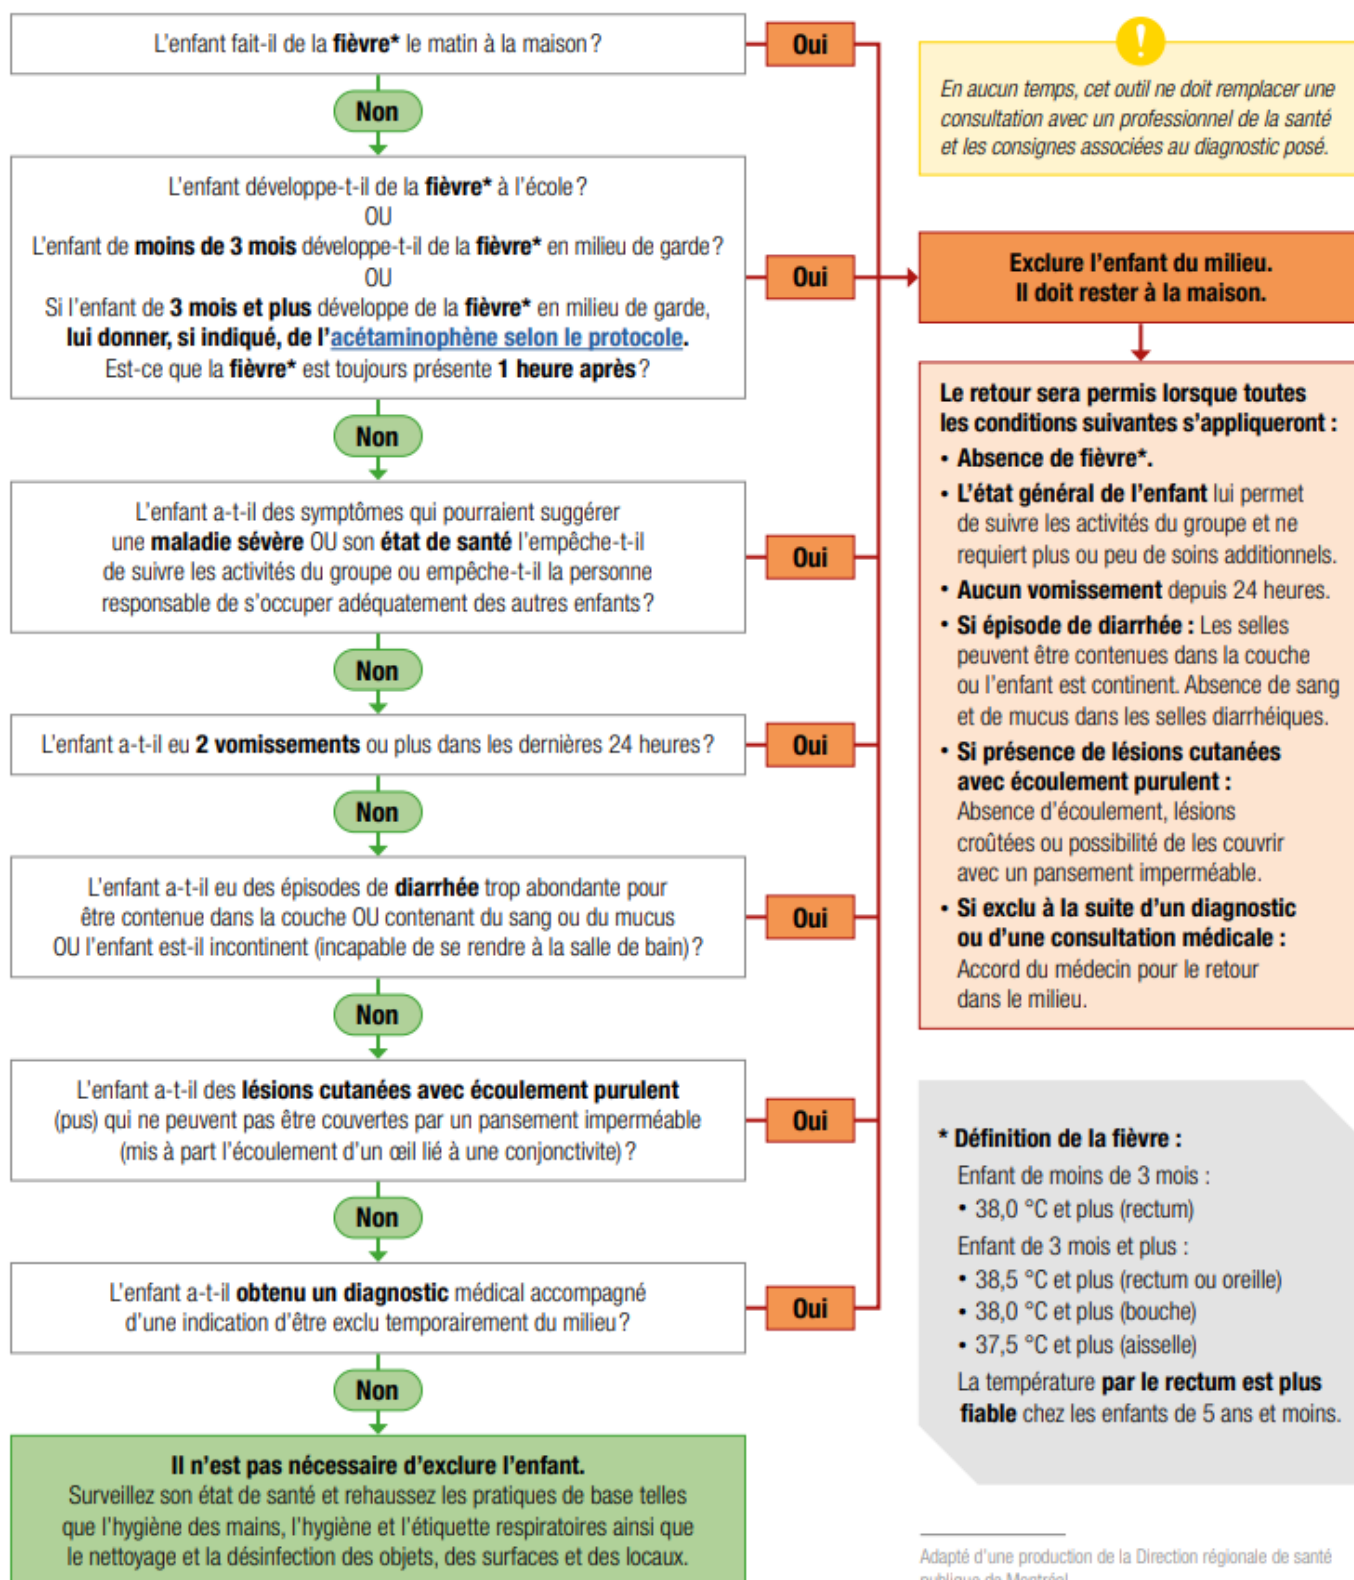 L'enfant fait-il de la fièvre* le matin à la maison ?
Oui
Non
L'enfant développe-t-il de la fièvre* à l'école ?
OU
L'enfant de moins de 3 mois développe-t-il de la fièvre* en milieu de garde ?
OU
Si l'enfant de 3 mois et plus développe de la fièvre* en milieu de garde,
lui donner, si indiqué, de l'acétaminophène selon le protocole.
Est-ce que la fièvre* est toujours présente 1 heure après ?
Oui
Non
L'enfant a-t-il des symptômes qui pourraient suggérer
une maladie sévère OU son état de santé l'empêche-t-il
de suivre les activités du groupe ou empêche-t-il la personne
responsable de s'occuper adéquatement des autres enfants ?
Oui
Non
L'enfant a-t-il eu 2 vomissements ou plus dans les dernières 24 heures ?
Oui
Non
L'enfant a-t-il eu des épisodes de diarrhée trop abondante pour
être contenue dans la couche OU contenant du sang ou du mucus
OU l'enfant est-il incontinent (incapable de se rendre à la salle de bain) ?
Oui
Non
L'enfant a-t-il des lésions cutanées avec écoulement purulent
(pus) qui ne peuvent pas être couvertes par un pansement imperméable
(mis à part l'écoulement d'un œil lié à une conjonctivite) ?
Oui
Non
L'enfant a-t-il obtenu un diagnostic médical accompagné
d'une indication d'être exclu temporairement du milieu ?
Oui
Non
Il n'est pas nécessaire d'exclure l'enfant.
Surveillez son état de santé et rehaussez les pratiques de base telles
que l'hygiène des mains, l'hygiène et l'étiquette respiratoires ainsi que
le nettoyage et la désinfection des objets, des surfaces et des locaux.
!
En aucun temps, cet outil ne doit remplacer une
consultation avec un professionnel de la santé
et les consignes associées au diagnostic posé.
Exclure l'enfant du milieu.
Il doit rester à la maison.
Le retour sera permis lorsque toutes
les conditions suivantes s'appliqueront :
• Absence de fièvre*.
• L'état général de l'enfant lui permet
de suivre les activités du groupe et ne
requiert plus ou peu de soins additionnels.
• Aucun vomissement depuis 24 heures.
• Si épisode de diarrhée : Les selles
peuvent être contenues dans la couche
ou l'enfant est continent. Absence de sang
et de mucus dans les selles diarrhéiques.
• Si présence de lésions cutanées
avec écoulement purulent :
Absence d'écoulement, lésions
croûtées ou possibilité de les couvrir
avec un pansement imperméable.
• Si exclu à la suite d'un diagnostic
ou d'une consultation médicale :
Accord du médecin pour le retour
dans le milieu.
* Définition de la fièvre :
Enfant de moins de 3 mois :
• 38,0 °C et plus (rectum)
Enfant de 3 mois et plus :
• 38,5 °C et plus (rectum ou oreille)
• 38,0 °C et plus (bouche)
• 37,5 °C et plus (aisselle)
La température par le rectum est plus
fiable chez les enfants de 5 ans et moins.
Adapté d'une production de la Direction régionale de santé
publique de Montréal